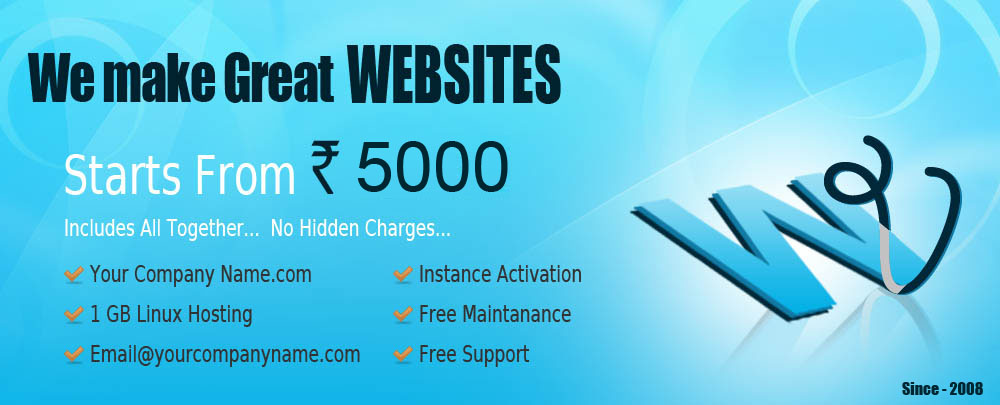 We make Great WEBSITES
Starts From ₹ 5000
Includes All Together... No Hidden Charges...
Your Company Name.com
1 GB Linux Hosting
Email@yourcompanyname.com
Instance Activation
Free Maintanance
Free Support
Since - 2008